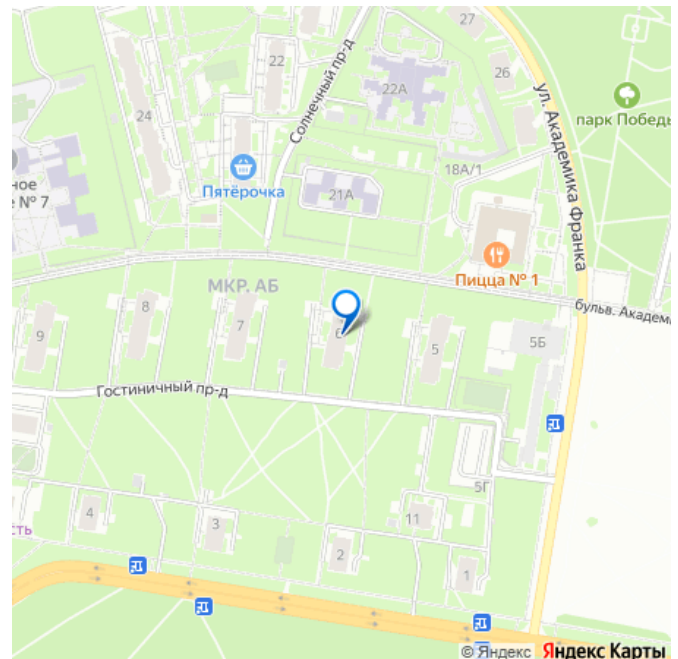 27
22
22А
26
ул. Академика Франка
парк Победы
Солнечный пр-д
24
Пятёрочка
18А/1
ное
е № 7
21А
Пицца № 1
МКР. АБ
бульв. Академи
8
7
6
5
5Б
9
Гостиничный пр-д
5Г
4
3
11
2
1
сть
© Яндекс Яндекс Карты